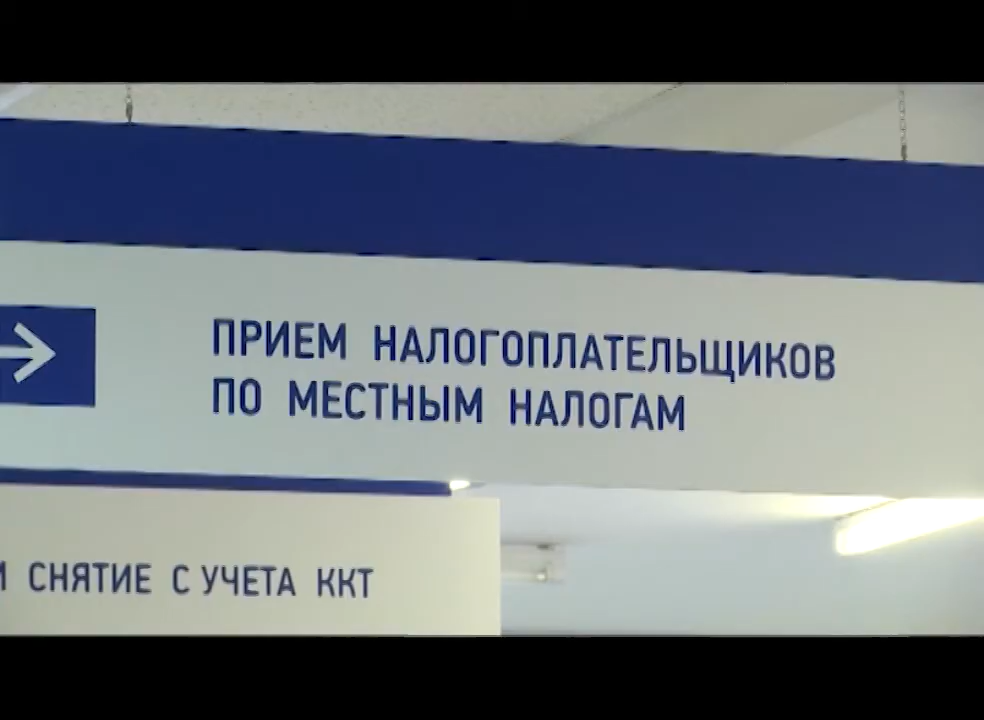 ПРИЕМ НАЛОГОПЛАТЕЛЬЩИКОВ
ПО МЕСТНЫМ НАЛОГАМ
И СНЯТИЕ С УЧЕТА ККТ